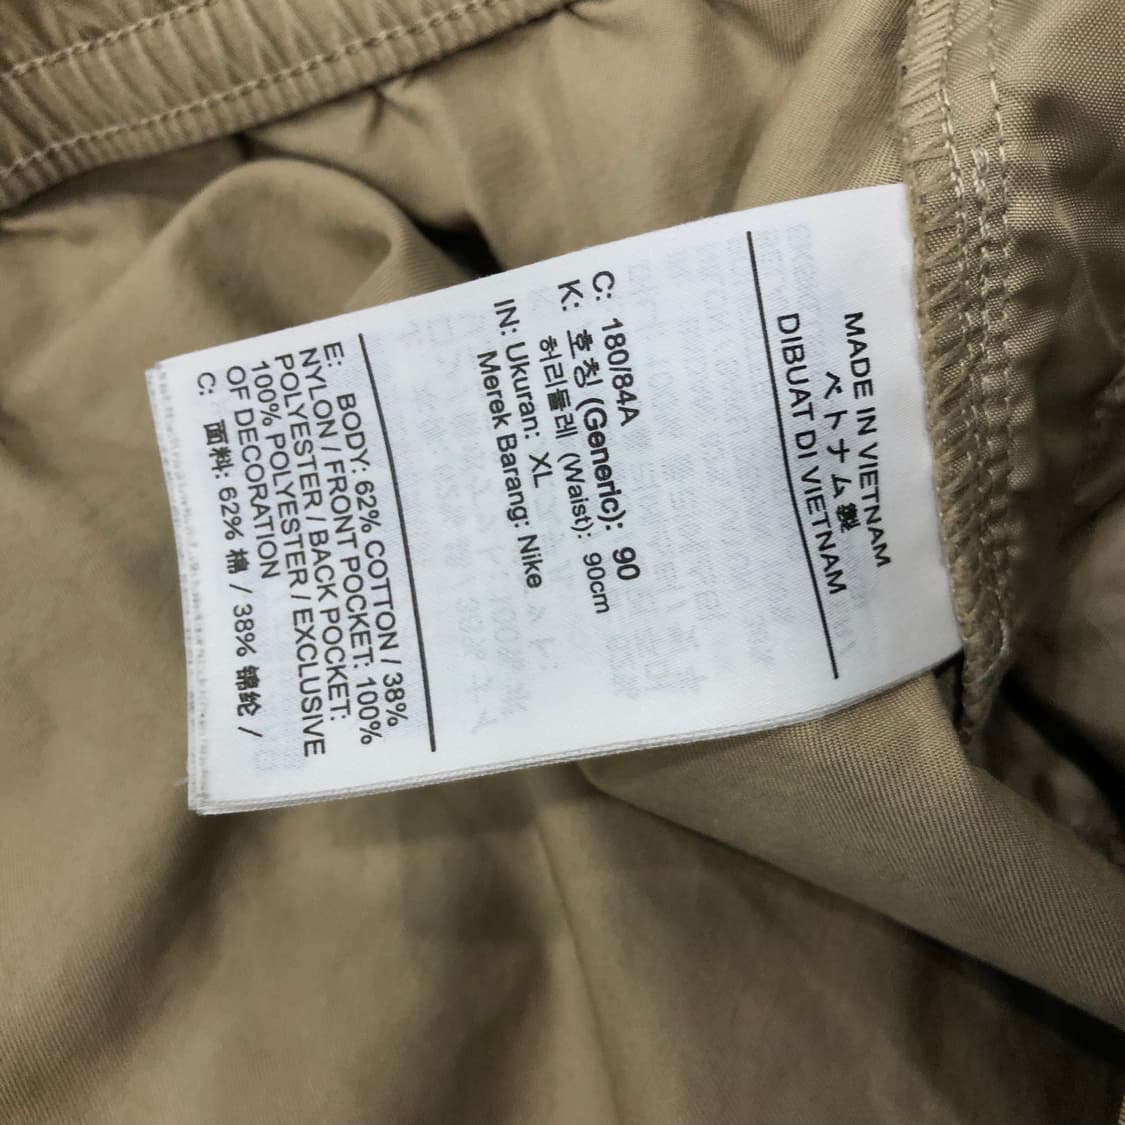 MADE IN VIETNAM
ベトナム製
DIBUAT DI VIETNAM
C: 180/84A
K: 호칭 (Generic): 90
허리둘레 (Waist): 90cm
IN: Ukuran: XL
Merek Barang: Nike
E: BODY: 62% COTTON / 38%
NYLON / FRONT POCKET: 100%
POLYESTER / BACK POCKET:
100% POLYESTER / EXCLUSIVE
OF DECORATION
C: 面料: 62% 棉 / 38% 锦纶 /